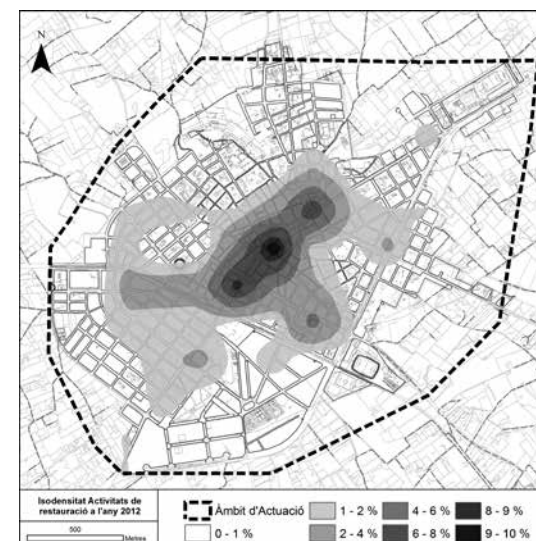 N
Isodensitat Activitats de
restauració a l'any 2012
500
Metres
Àmbit d'Actuació
0 - 1 %
1 - 2 %
2 - 4 %
4 - 6 %
6 - 8 %
8 - 9 %
9 - 10 %